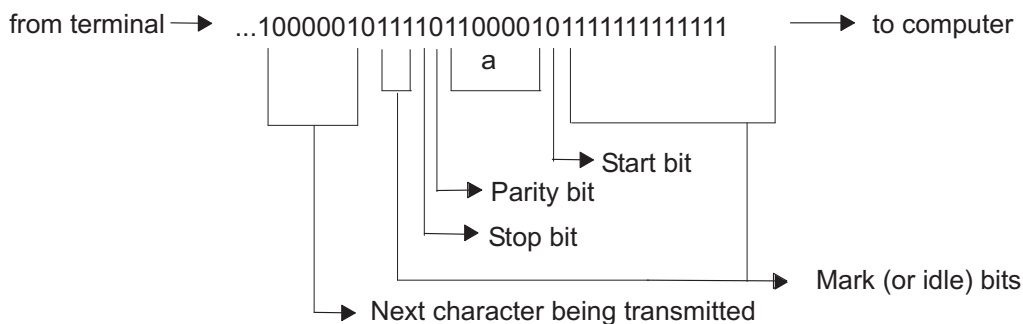 from terminal
...1000001011110110000101111111111111
to computer
a
Start bit
Parity bit
Stop bit
Mark (or idle) bits
Next character being transmitted